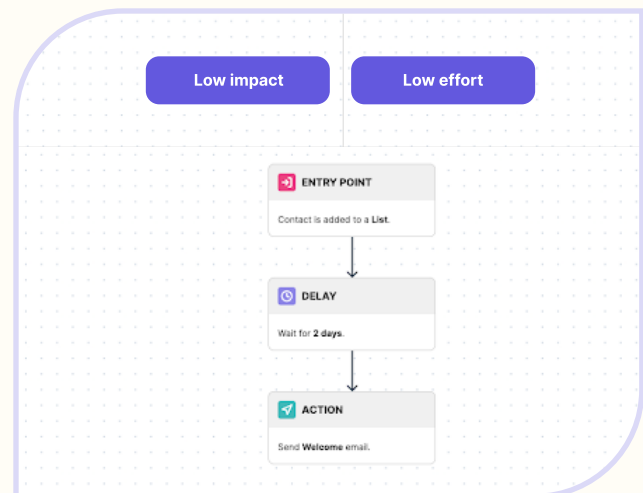 Low impact
Low effort
ENTRY POINT
Contact is added to a List.
DELAY
Wait for 2 days.
ACTION
Send Welcome email.